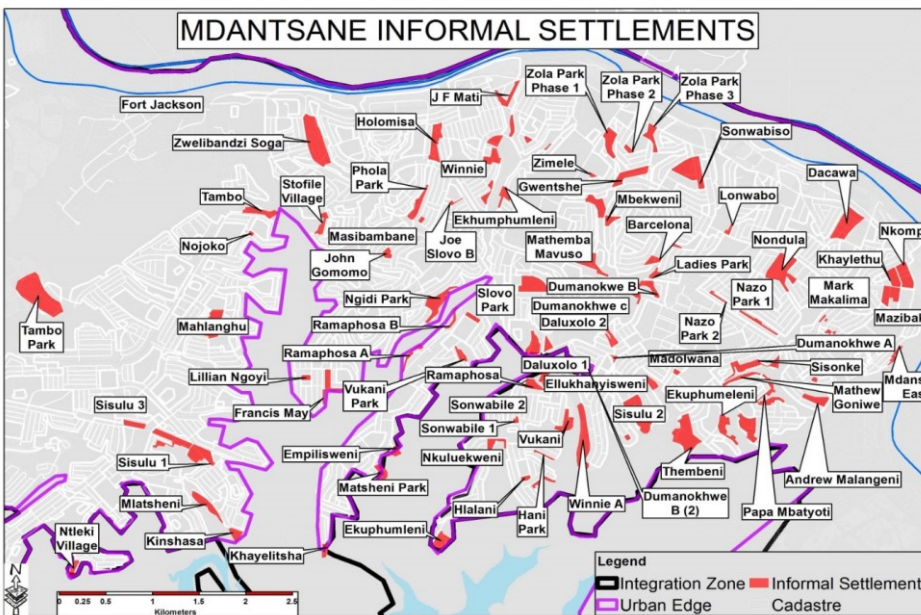 MDANTSANE INFORMAL SETTLEMENTS
Fort Jackson
J F Mati
Zola Park
Phase 1
Zola Park
Phase 2
Zola Park
Phase 3
Zwelibandzi Soga
Holomisa
Winnie
Zimele
Sonwabiso
Phola
Park
Gwentshe
Dacawa
Tambo
Stofile
Village
Ekhumphumleni
Mbekweni
Lonwabo
Nojoko
Masibambane
Joe
Slovo B
Mathemba
Mavuso
Barcelona
Nondula
Nkomp
John
Gomomo
Ladies Park
Khaylethu
Tambo
Park
Ngidi Park
Slovo
Park
Dumanokwe B
Nazo
Park 1
Mark
Makalima
Mahlanghu
Ramaphosa B
Dumanokhwe c
Nazo
Park 2
Mazibak
Daluxolo 2
Ramaphosa A
Dumanokhwe A
Madolwana
Lillian Ngoyi
Vukani
Park
Ramaphosa
Daluxolo 1
Sisonke
Mdans
East
Ellukhanyisweni
Ekuphumeleni
Mathew
Goniwe
Francis May
Sisulu 3
Sonwabile 2
Sisulu 2
Sonwabile 1
Vukani
Empilisweni
Nkuluekweni
Sisulu 1
Thembeni
Andrew Malangeni
Matsheni Park
Mlatsheni
Hlalani
Hani
Park
Winnie A
Dumanokhwe
B (2)
Papa Mbatyoti
Ntleki
Village
Kinshasa
Ekuphumleni
Khayelitsha
Legend
Integration Zone
Informal Settlement
Urban Edge
Cadastre
N
0 0.25 0.5 1 1.5 2 2.5
Kilometers